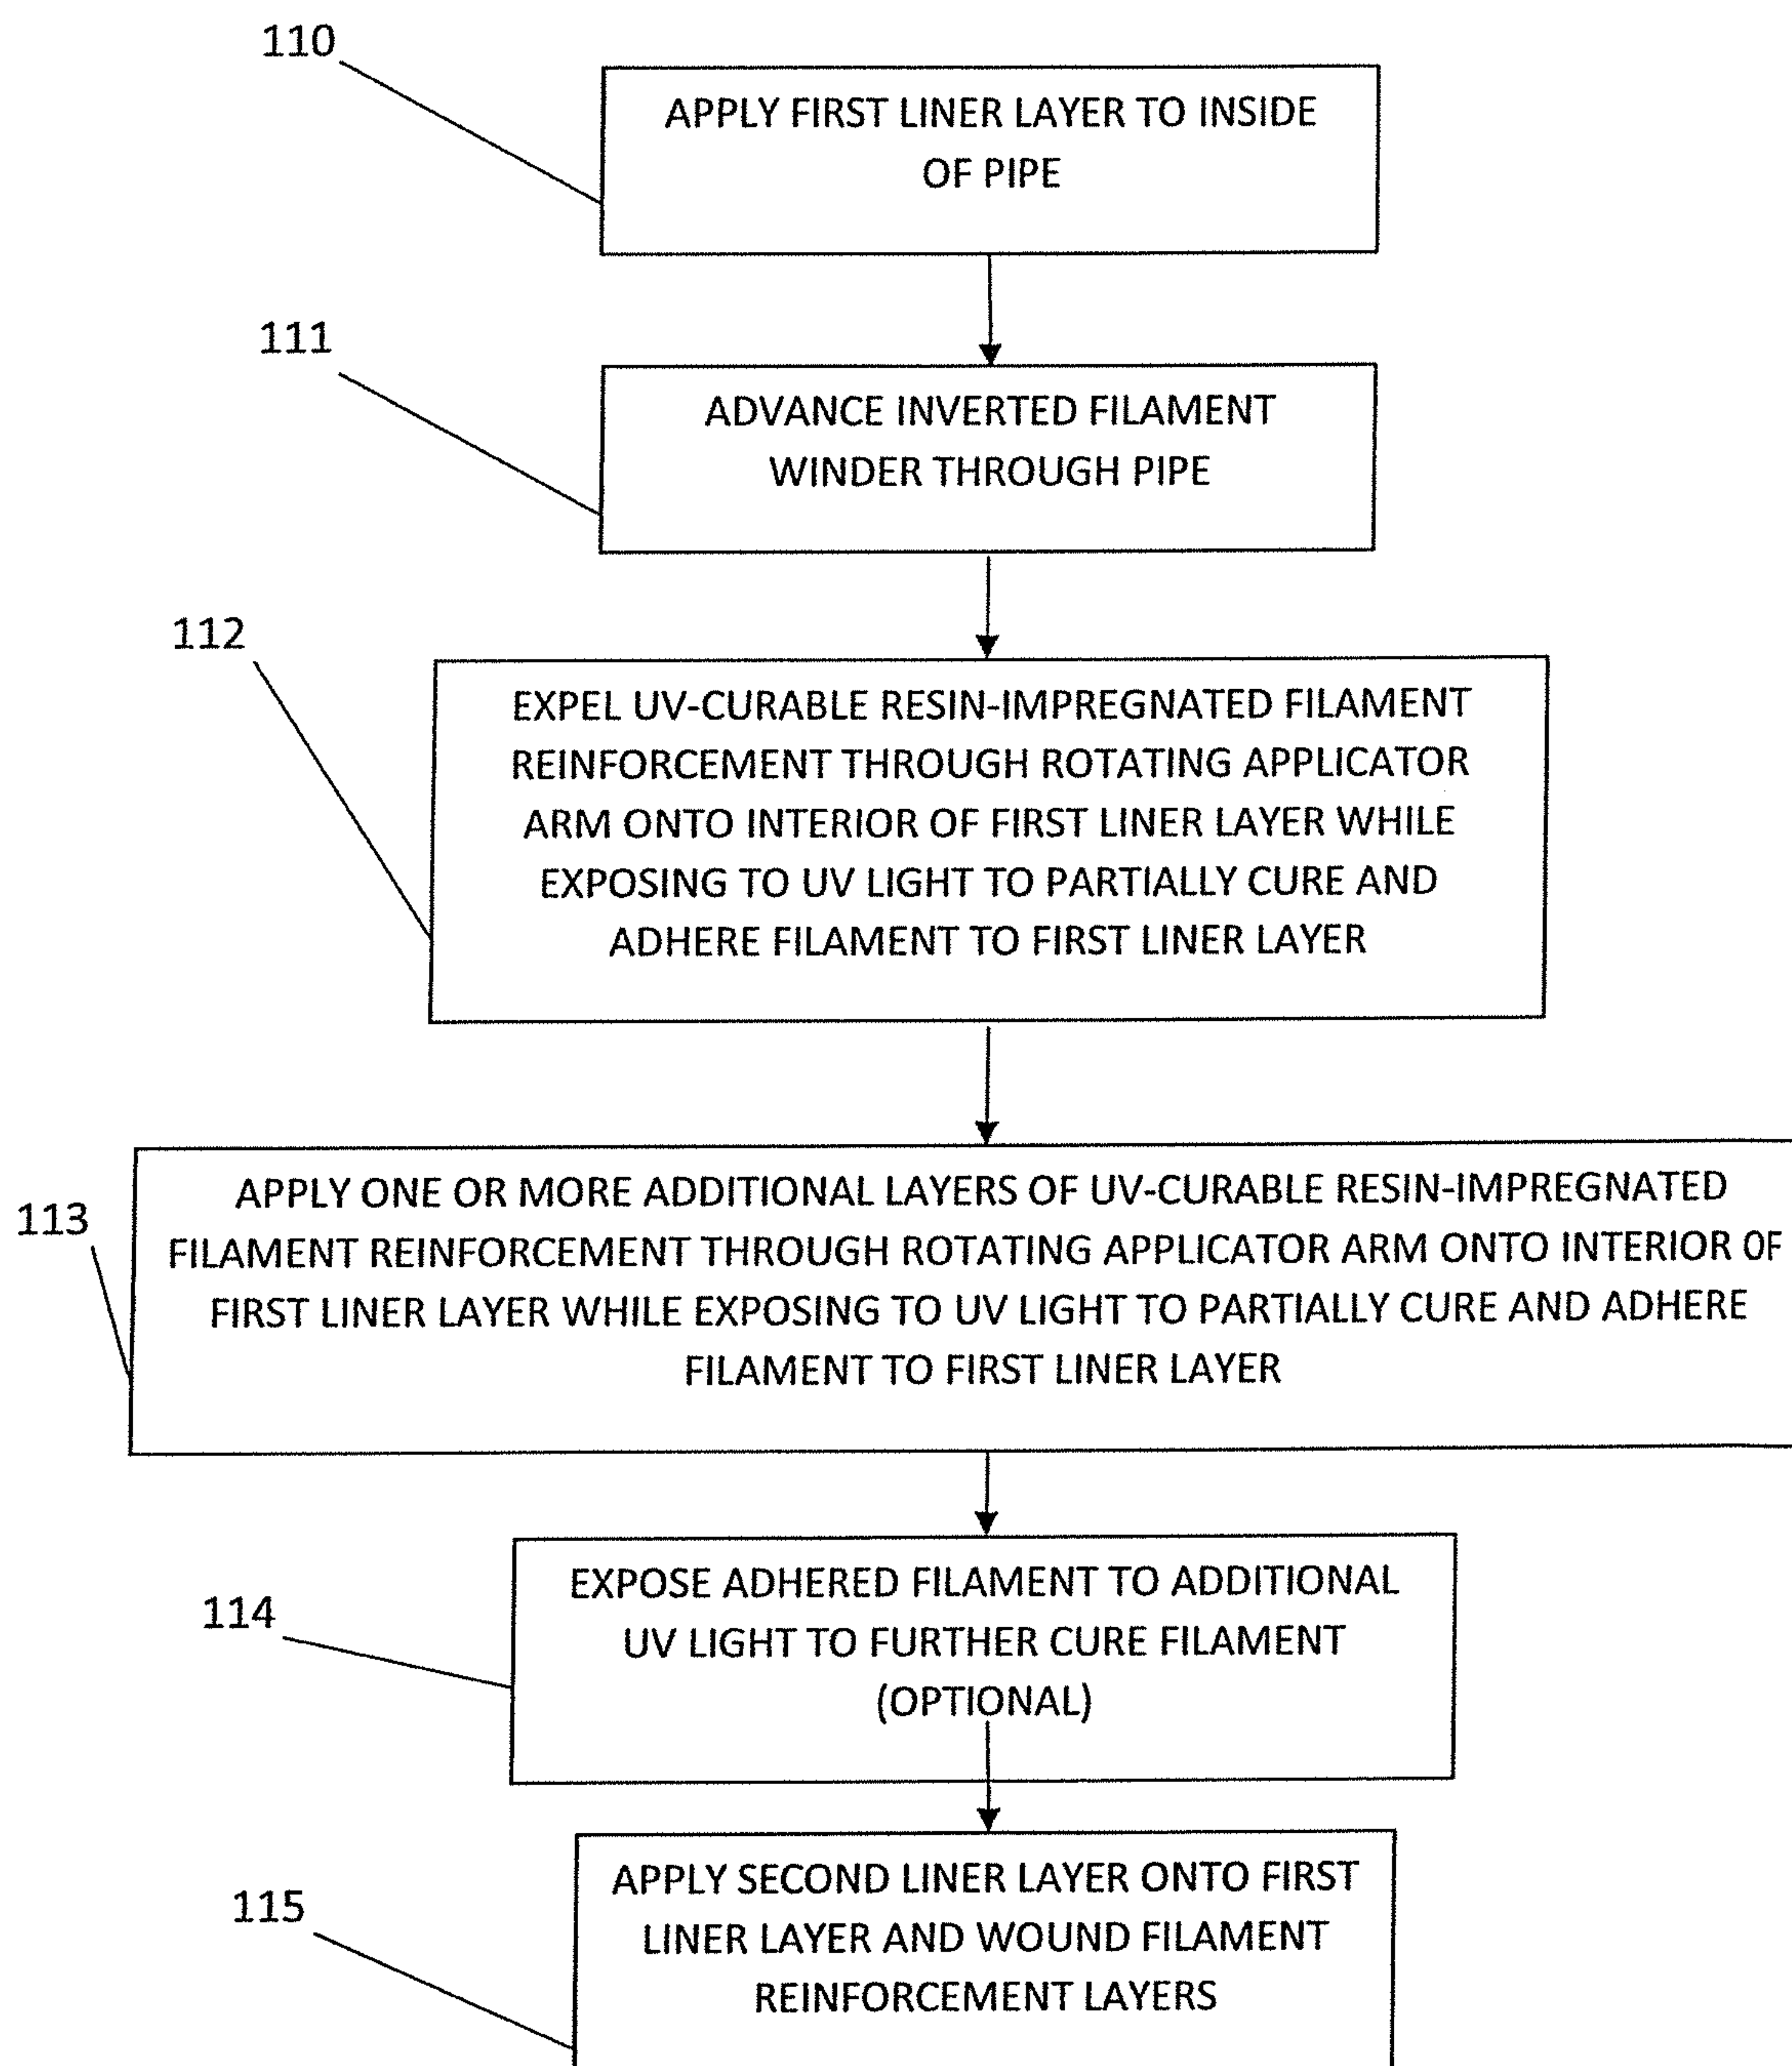 110
APPLY FIRST LINER LAYER TO INSIDE
OF PIPE
111
ADVANCE INVERTED FILAMENT
WINDER THROUGH PIPE
112
EXPEL UV-CURABLE RESIN-IMPREGNATED FILAMENT
REINFORCEMENT THROUGH ROTATING APPLICATOR
ARM ONTO INTERIOR OF FIRST LINER LAYER WHILE
EXPOSING TO UV LIGHT TO PARTIALLY CURE AND
ADHERE FILAMENT TO FIRST LINER LAYER
113
APPLY ONE OR MORE ADDITIONAL LAYERS OF UV-CURABLE RESIN-IMPREGNATED
FILAMENT REINFORCEMENT THROUGH ROTATING APPLICATOR ARM ONTO INTERIOR OF
FIRST LINER LAYER WHILE EXPOSING TO UV LIGHT TO PARTIALLY CURE AND ADHERE
FILAMENT TO FIRST LINER LAYER
114
EXPOSE ADHERED FILAMENT TO ADDITIONAL
UV LIGHT TO FURTHER CURE FILAMENT
(OPTIONAL)
115
APPLY SECOND LINER LAYER ONTO FIRST
LINER LAYER AND WOUND FILAMENT
REINFORCEMENT LAYERS